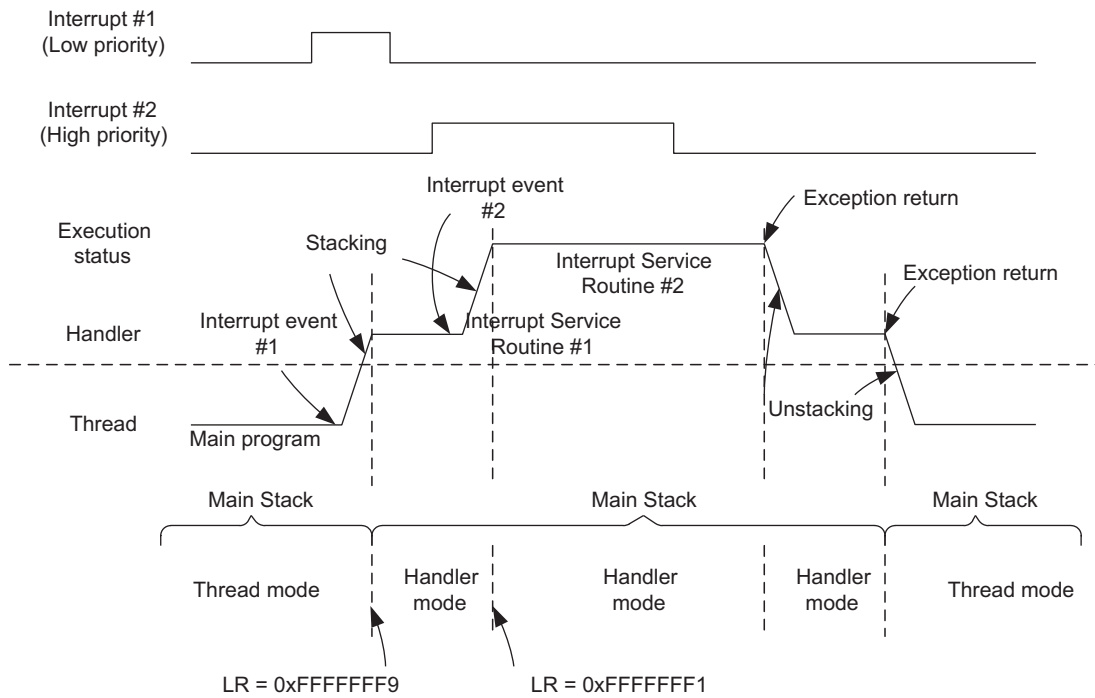 Interrupt #1
(Low priority)
Interrupt #2
(High priority)
Interrupt event
#2
Exception return
Execution
status
Stacking
Interrupt Service
Routine #2
Exception return
Interrupt event
#1
Handler
Interrupt Service
Routine #1
Thread
Main program
Unstacking
Main Stack
Main Stack
Main Stack
Thread mode
Handler
mode
Handler
mode
Handler
mode
Thread mode
LR = 0xFFFFFFF9
LR = 0xFFFFFFF1